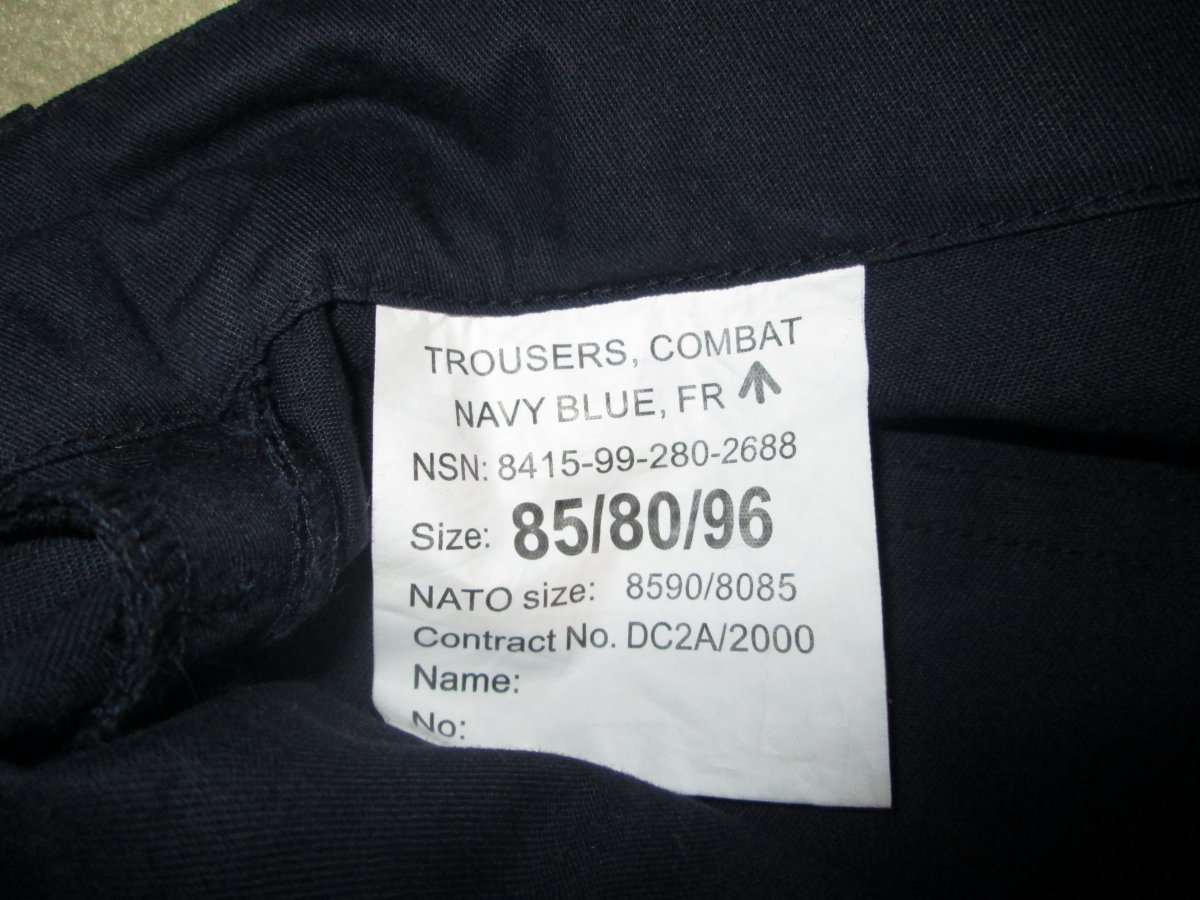 TROUSERS, COMBAT
NAVY BLUE, FR
NSN: 8415-99-280-2688
Size: 85/80/96
NATO size: 8590/8085
Contract No. DC2A/2000
Name:
No: